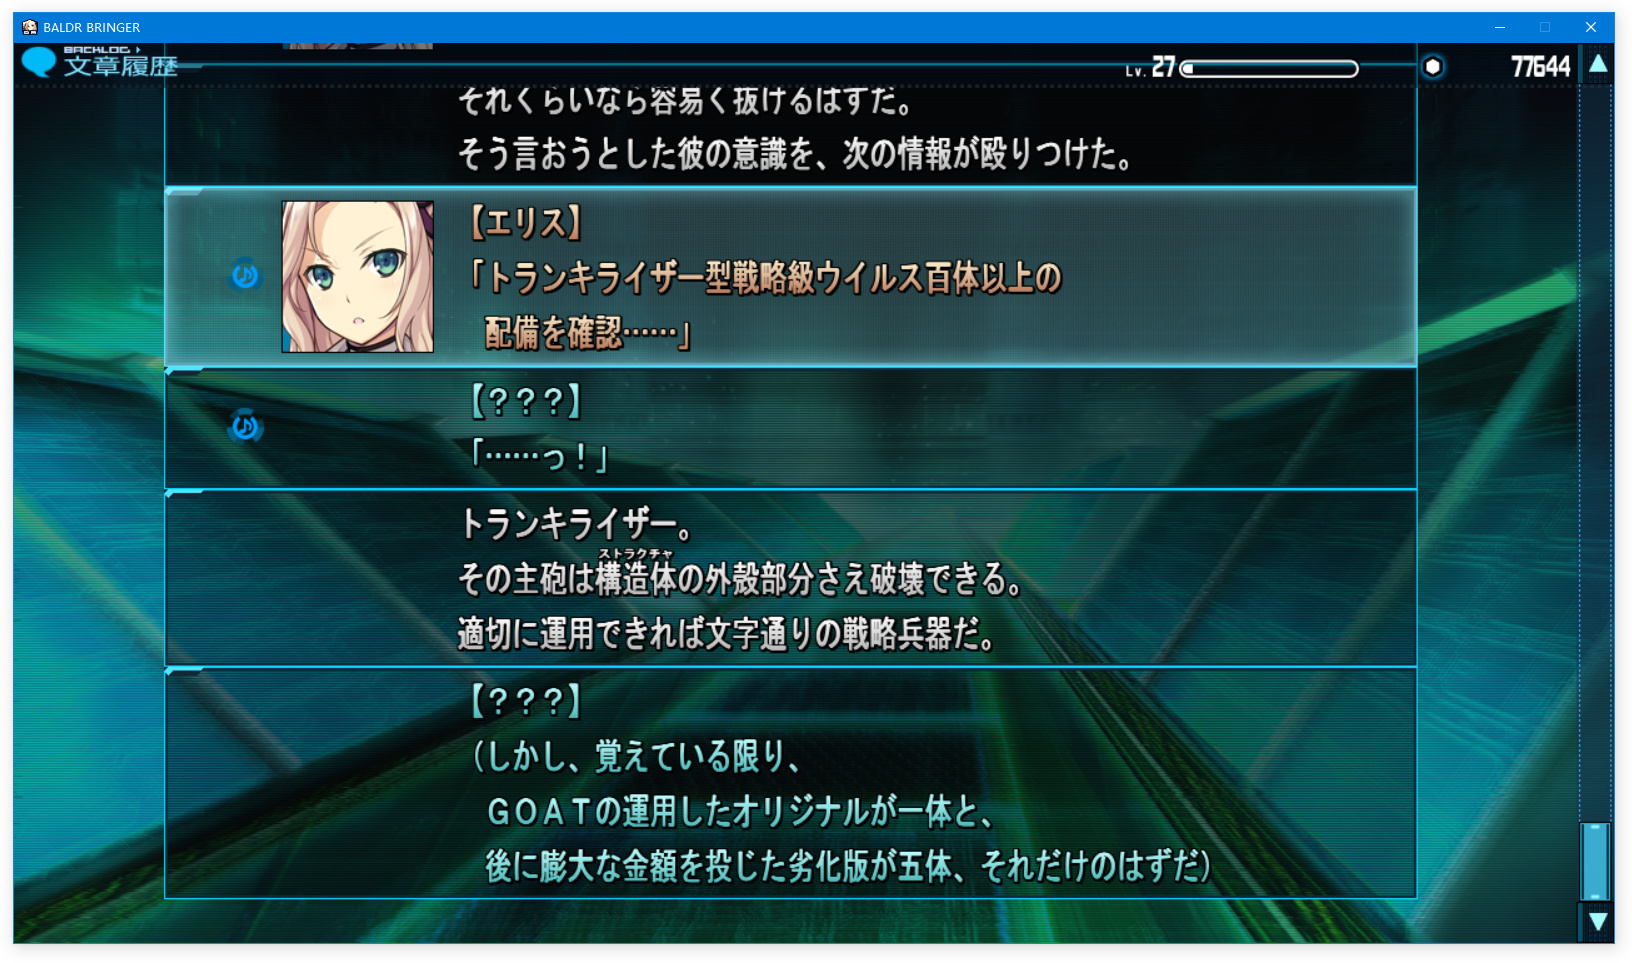 BALDR BRINGER
BACKLOG
文章履歴
Lv. 27
77644
それくらいなら容易く抜けるはずだ。
そう言おうとした彼の意識を、次の情報が殴りつけた。
【エリス】
「トランキライザー型戦略級ウイルス百体以上の
配備を確認……」
【？？？】
「……っ！」
トランキライザー。
ストラクチャ
その主砲は構造体の外殻部分さえ破壊できる。
適切に運用できれば文字通りの戦略兵器だ。
【？？？】
（しかし、覚えている限り、
ＧＯＡＴの運用したオリジナルが一体と、
後に膨大な金額を投じた劣化版が五体、それだけのはずだ）